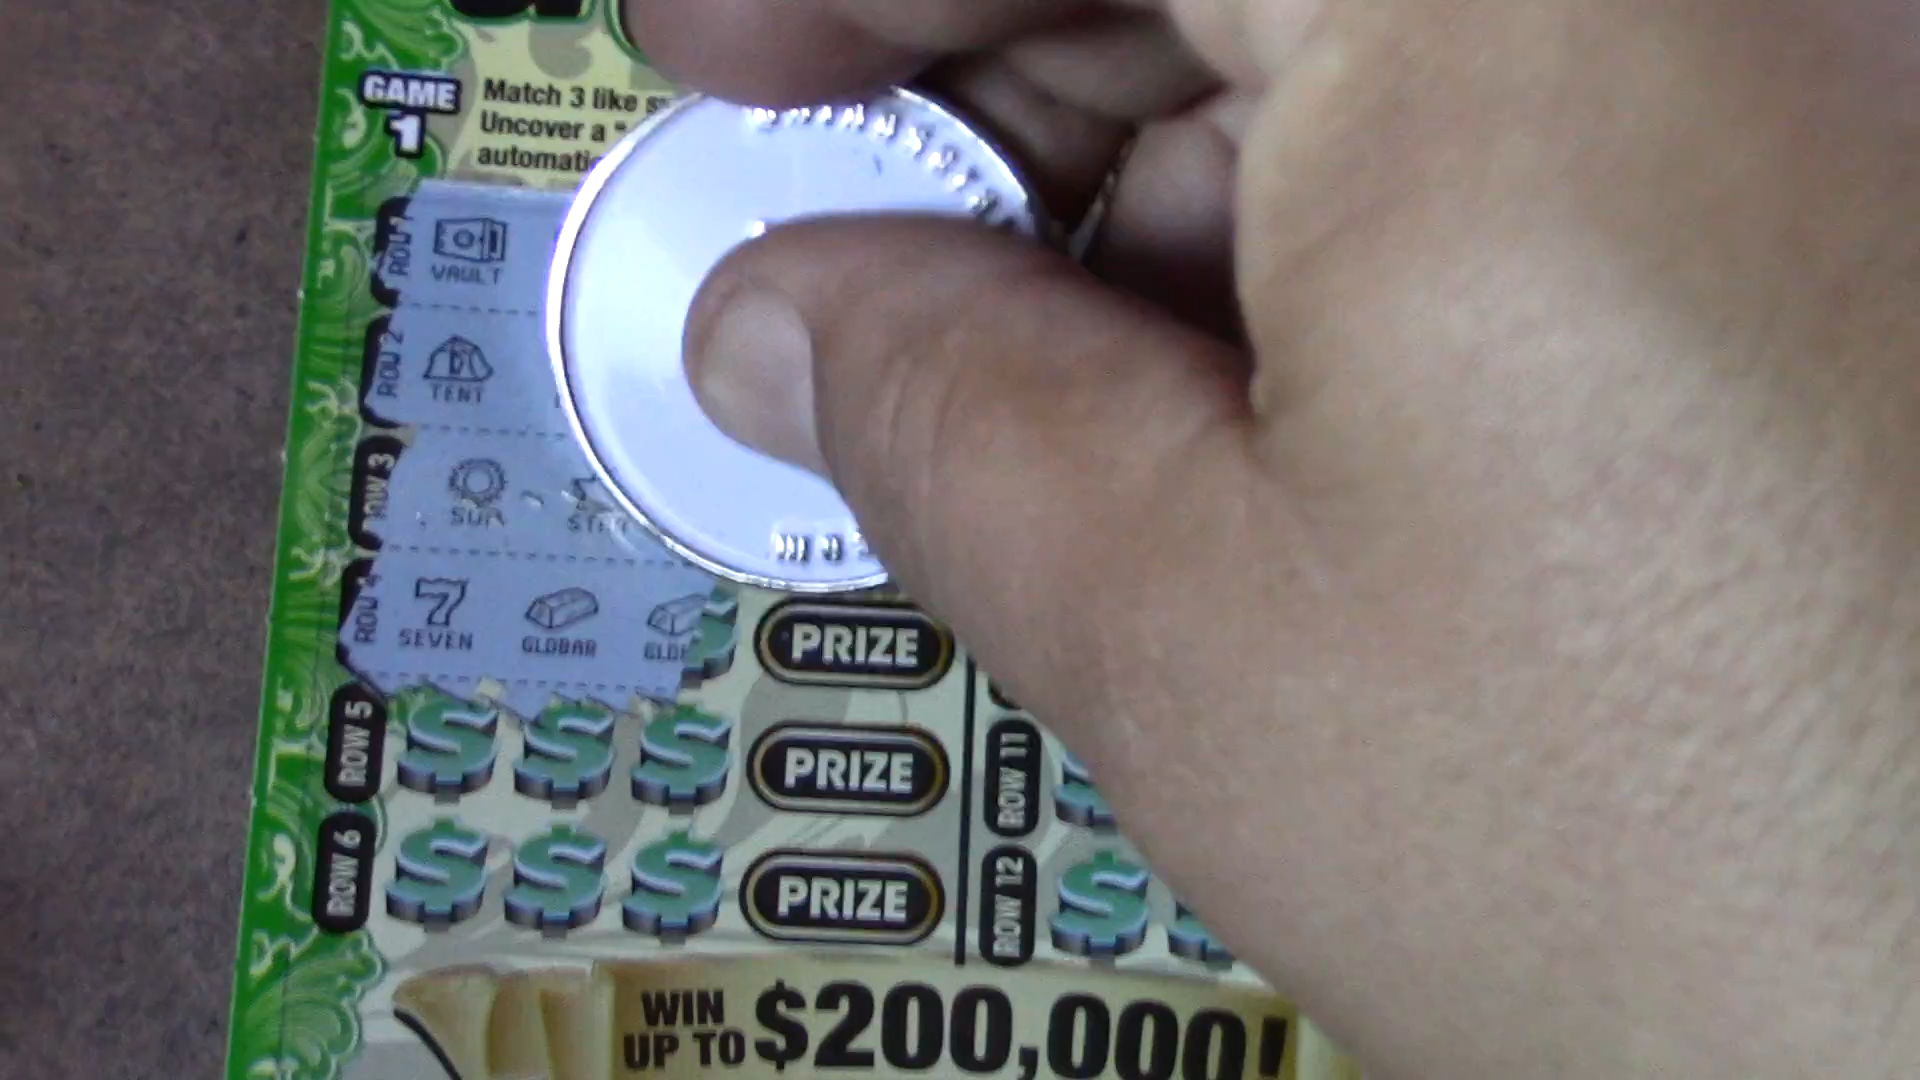 GAME
1
Match 3 like
Uncover a "
automatic
ROW 1
VAULT
ROW 2
TENT
ROW 3
SUN
STAR
ROW 4
SEVEN
GLDBAR
PRIZE
ROW 5
PRIZE
ROW 11
ROW 6
PRIZE
ROW 12
WIN
UP TO $200,000!